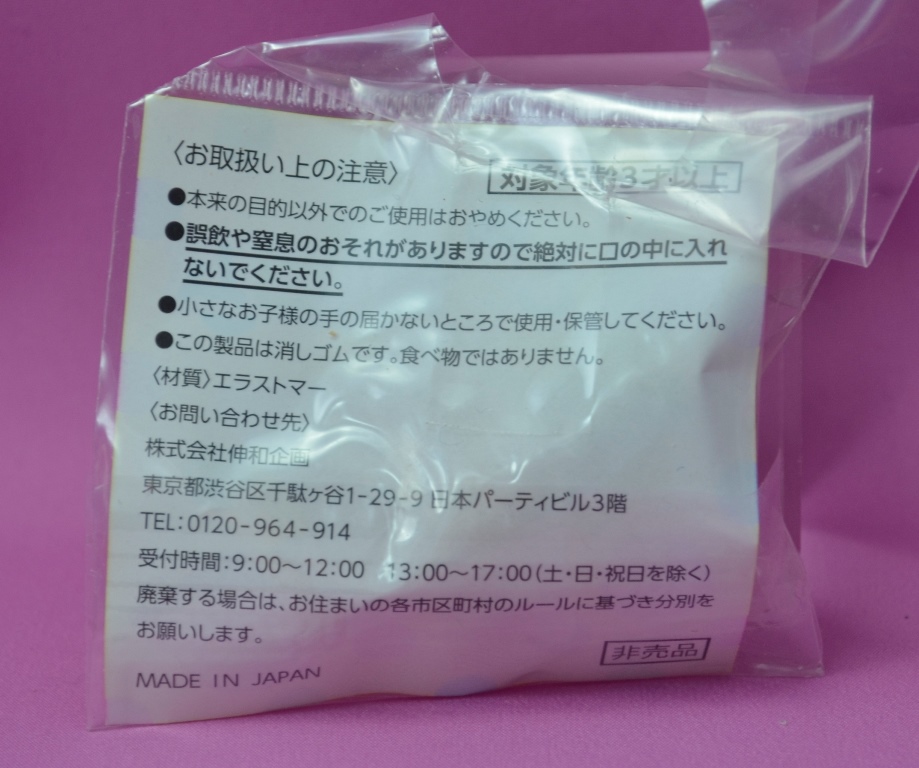 〈お取扱い上の注意〉
対象年齢3才以上
●本来の目的以外でのご使用はおやめください。
●誤飲や窒息のおそれがありますので絶対に口の中に入れ
ないでください。
●小さなお子様の手の届かないところで使用・保管してください。
●この製品は消しゴムです。食べ物ではありません。
〈材質〉エラストマー
〈お問い合わせ先〉
株式会社伸和企画
東京都渋谷区千駄ヶ谷1-29-9 日本パーティビル3階
TEL:0120-964-914
受付時間:9:00〜12:00　13:00〜17:00(土・日・祝日を除く)
廃棄する場合は、お住まいの各市区町村のルールに基づき分別を
お願いします。
非売品
MADE IN JAPAN